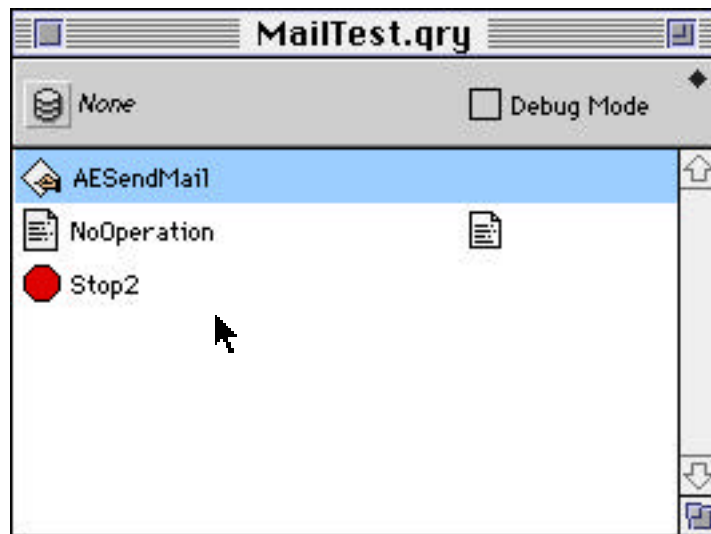 MailTest.qry
None
Debug Mode
AESendMail
NoOperation
Stop2